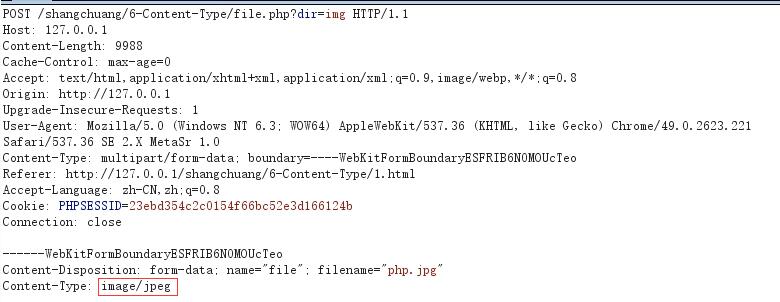 POST /shangchuang/6-Content-Type/file.php?dir=img HTTP/1.1
Host: 127.0.0.1
Content-Length: 9988
Cache-Control: max-age=0
Accept: text/html,application/xhtml+xml,application/xml;q=0.9,image/webp,*/*;q=0.8
Origin: http://127.0.0.1
Upgrade-Insecure-Requests: 1
User-Agent: Mozilla/5.0 (Windows NT 6.3; WOW64) AppleWebKit/537.36 (KHTML, like Gecko) Chrome/49.0.2623.221
Safari/537.36 SE 2.X MetaSr 1.0
Content-Type: multipart/form-data; boundary=----WebKitFormBoundaryESFRIB6N0MOUcTeo
Referer: http://127.0.0.1/shangchuang/6-Content-Type/1.html
Accept-Language: zh-CN,zh;q=0.8
Cookie: PHPSESSID=23ebd354c2c0154f66bc52e3d166124b
Connection: close
------WebKitFormBoundaryESFRIB6N0MOUcTeo
Content-Disposition: form-data; name="file"; filename="php.jpg"
Content-Type: image/jpeg